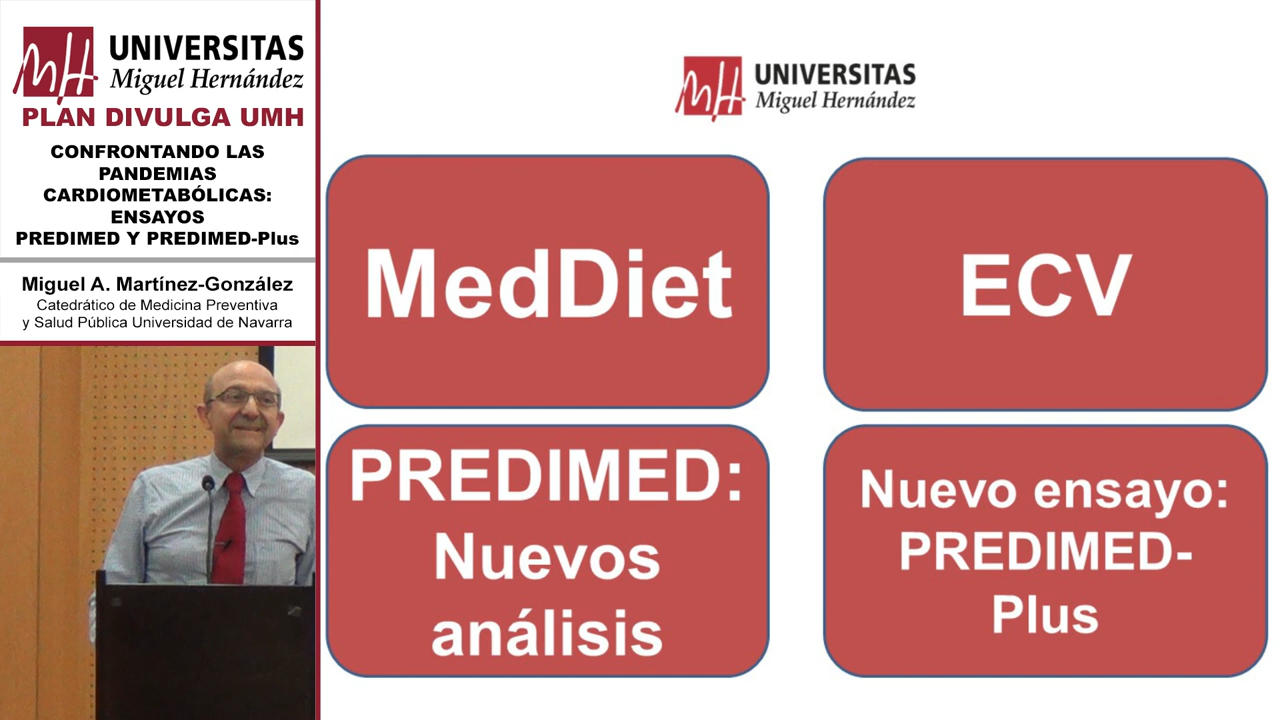 UNIVERSITAS
Miguel Hernández
PLAN DIVULGA UMH
CONFRONTANDO LAS
PANDEMIAS
CARDIOMETABÓLICAS:
ENSAYOS
PREDIMED Y PREDIMED-Plus
Miguel A. Martínez-González
Catedrático de Medicina Preventiva
y Salud Pública Universidad de Navarra
UNIVERSITAS
Miguel Hernández
MedDiet
ECV
PREDIMED:
Nuevos
análisis
Nuevo ensayo:
PREDIMED-
Plus